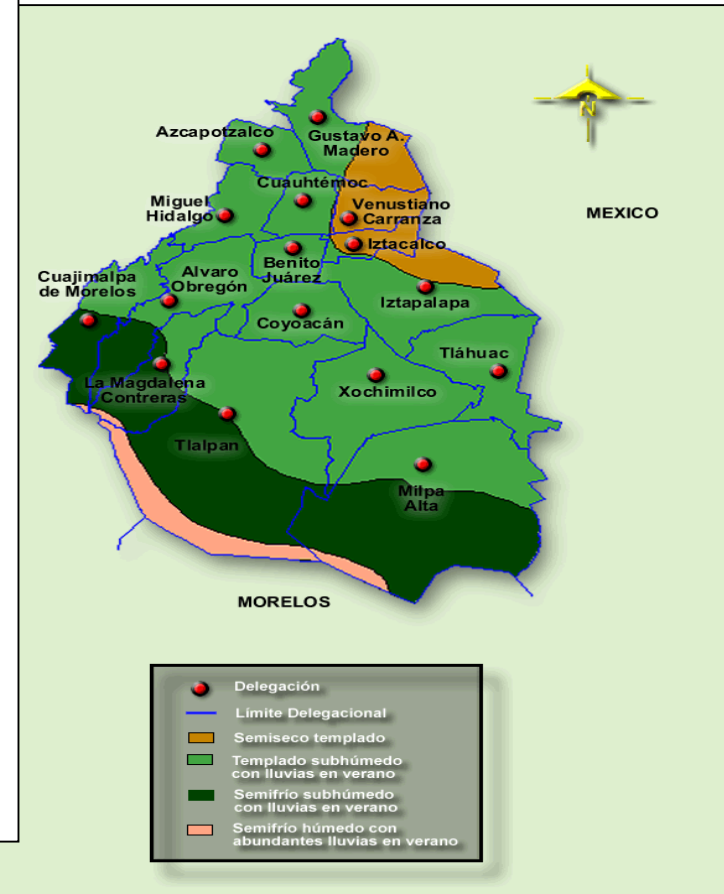 N
Azcapotzalco
Gustavo A.
Madero
Cuauhtémoc
Miguel
Hidalgo
Venustiano
Carranza
MEXICO
Iztacalco
Benito
Juárez
Cuajimalpa
de Morelos
Alvaro
Obregón
Iztapalapa
Coyoacán
Tláhuac
La Magdalena
Contreras
Xochimilco
Tlalpan
Milpa
Alta
MORELOS
Delegación
Límite Delegacional
Semiseco templado
Templado subhúmedo
con lluvias en verano
Semifrío subhúmedo
con lluvias en verano
Semifrío húmedo con
abundantes lluvias en verano